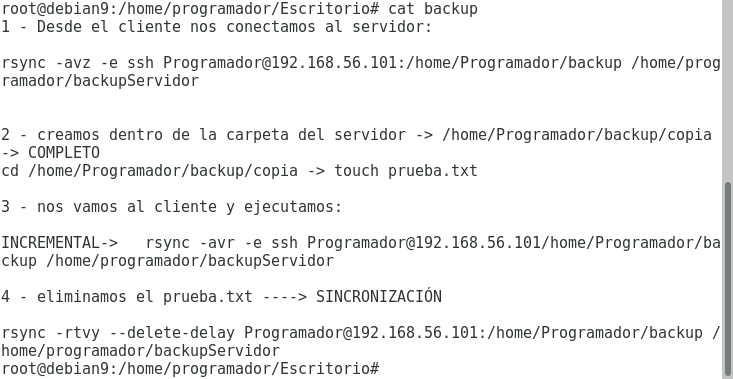 root@debian9:/home/programador/Escritorio# cat backup
1 - Desde el cliente nos conectamos al servidor:
rsync -avz -e ssh Programador@192.168.56.101:/home/Programador/backup /home/prog
ramador/backupServidor
2 - creamos dentro de la carpeta del servidor -> /home/Programador/backup/copia
-> COMPLETO
cd /home/Programador/backup/copia -> touch prueba.txt
3 - nos vamos al cliente y ejecutamos:
INCREMENTAL->   rsync -avr -e ssh Programador@192.168.56.101/home/Programador/ba
ckup /home/programador/backupServidor
4 - eliminamos el prueba.txt ----> SINCRONIZACIÓN
rsync -rtvy --delete-delay Programador@192.168.56.101:/home/Programador/backup /
home/programador/backupServidor
root@debian9:/home/programador/Escritorio#